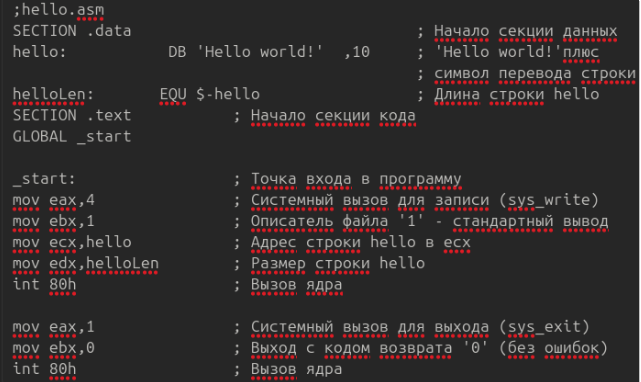 ;hello.asm
SECTION .data ; Начало секции данных
hello: DB 'Hello world!' ,10 ; 'Hello world!'плюс
; символ перевода строки
helloLen: EQU $-hello ; Длина строки hello
SECTION .text ; Начало секции кода
GLOBAL _start
_start: ; Точка входа в программу
mov eax,4 ; Системный вызов для записи (sys_write)
mov ebx,1 ; Описатель файла '1' - стандартный вывод
mov ecx,hello ; Адрес строки hello в ecx
mov edx,helloLen ; Размер строки hello
int 80h ; Вызов ядра
mov eax,1 ; Системный вызов для выхода (sys_exit)
mov ebx,0 ; Выход с кодом возврата '0' (без ошибок)
int 80h ; Вызов ядра